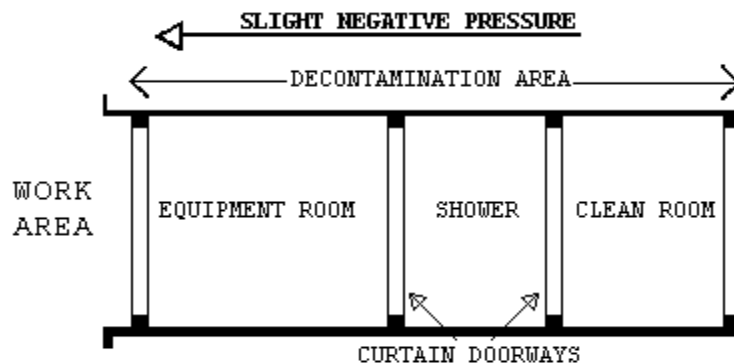 SLIGHT NEGATIVE PRESSURE
DECONTAMINATION AREA
WORK
AREA
EQUIPMENT ROOM
SHOWER
CLEAN ROOM
CURTAIN DOORWAYS